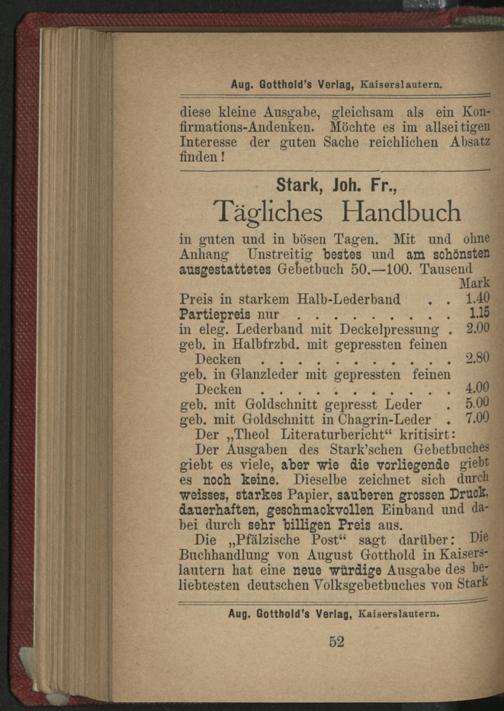 Aug. Gotthold's Verlag, Kaiserslautern.
diese kleine Ausgabe, gleichsam als ein Kon-
firmations-Andenken. Möchte es im allseitigen
Interesse der guten Sache reichlichen Absatz
finden!
Stark, Joh. Fr.,
Tägliches Handbuch
in guten und in bösen Tagen. Mit und ohne
Anhang Unstreitig bestes und am schönsten
ausgestattetes Gebetbuch 50.—100. Tausend
Mark
Preis in starkem Halb-Lederband . . 1.40
Partiepreis nur . . . . . . . . . 1.15
in eleg. Lederband mit Deckelpressung . 2.00
geb. in Halbfrzbd. mit gepressten feinen
Decken . . . . . . . . . . . 2.80
geb. in Glanzleder mit gepressten feinen
Decken . . . . . . . . . . . 4.00
geb. mit Goldschnitt gepresst Leder . 5.00
geb. mit Goldschnitt in Chagrin-Leder . 7.00
Der „Theol Literaturbericht“ kritisirt:
Der Ausgaben des Stark'schen Gebetbuches
giebt es viele, aber wie die vorliegende giebt
es noch keine. Dieselbe zeichnet sich durch
weisses, starkes Papier, sauberen grossen Druck,
dauerhaften, geschmackvollen Einband und da-
bei durch sehr billigen Preis aus.
Die „Pfälzische Post“ sagt darüber: Die
Buchhandlung von August Gotthold in Kaisers-
lautern hat eine neue würdige Ausgabe des be-
liebtesten deutschen Volksgebetbuches von Stark
Aug. Gotthold's Verlag, Kaiserslautern.
52